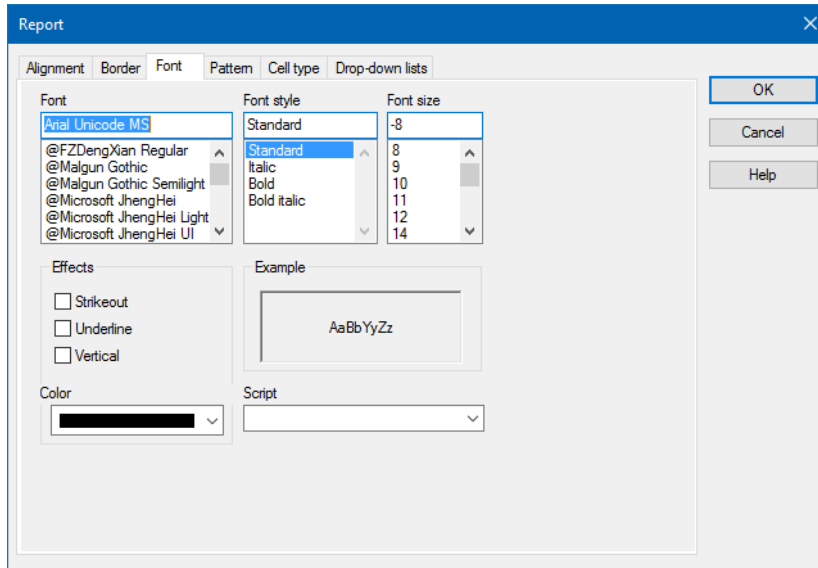 Report
Alignment Border Font Pattern Cell type Drop-down lists
OK
Cancel
Help
Font Font style Font size
Arial Unicode MS Standard -8
@FZDengXian Regular Standard 8
@Malgun Gothic Italic 9
@Malgun Gothic Semilight Bold 10
@Microsoft JhengHei Bold italic 11
@Microsoft JhengHei Light 12
@Microsoft JhengHei UI 14
Effects Example
Strikeout
Underline AaBbYyZz
Vertical
Color Script